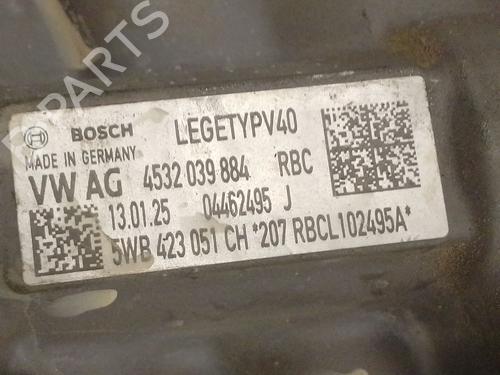 B PARTS
BOSCH LEGETYPV40
MADE IN GERMANY
VW AG 4532 039 884 RBC
13.01.25 04462495 J
5WB 423 051 CH *207 RBCL102495A*